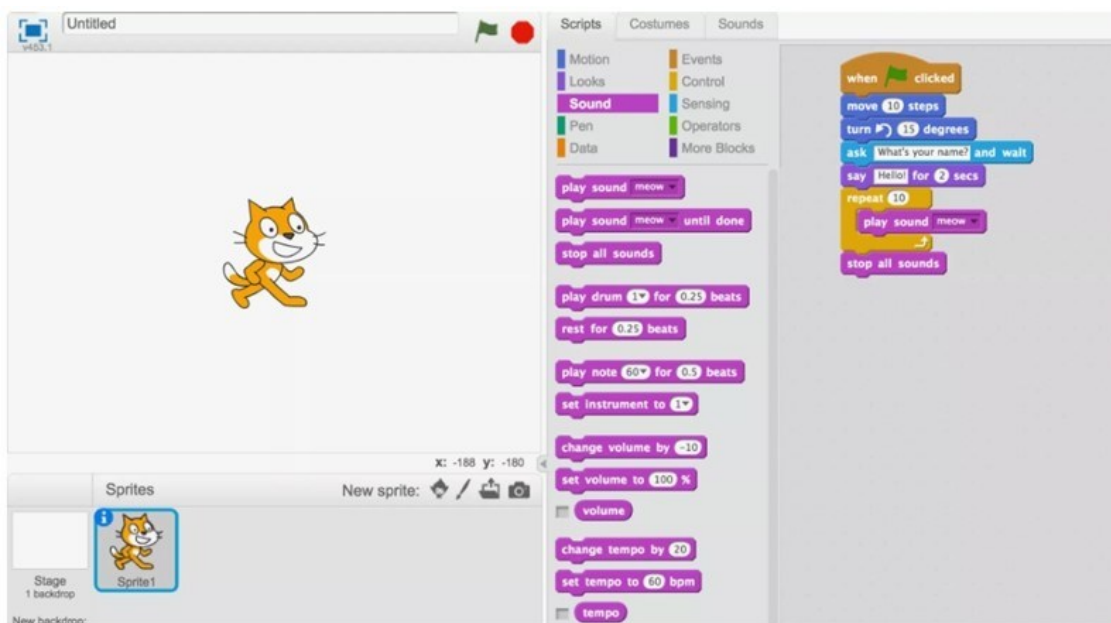 Untitled
v453.1
Scripts Costumes Sounds
Motion Events
Looks Control
Sound Sensing
Pen Operators
Data More Blocks
play sound meow
play sound meow until done
stop all sounds
play drum 1 for 0.25 beats
rest for 0.25 beats
play note 60 for 0.5 beats
set instrument to 1
change volume by -10
set volume to 100 %
volume
change tempo by 20
set tempo to 60 bpm
tempo
when clicked
move 10 steps
turn 15 degrees
ask What's your name? and wait
say Hello! for 2 secs
repeat 10
play sound meow
stop all sounds
x: -188 y: -180
Sprites New sprite:
Stage
1 backdrop
Sprite1
New backdrop: